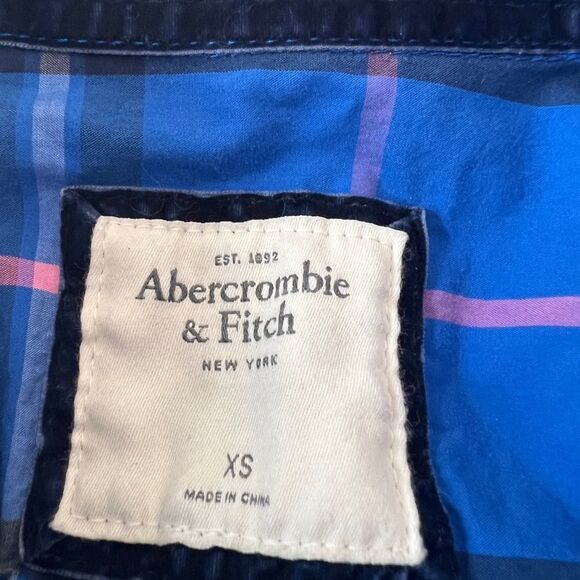 EST. 1892
Abercrombie
& Fitch
NEW YORK
XS
MADE IN CHINA